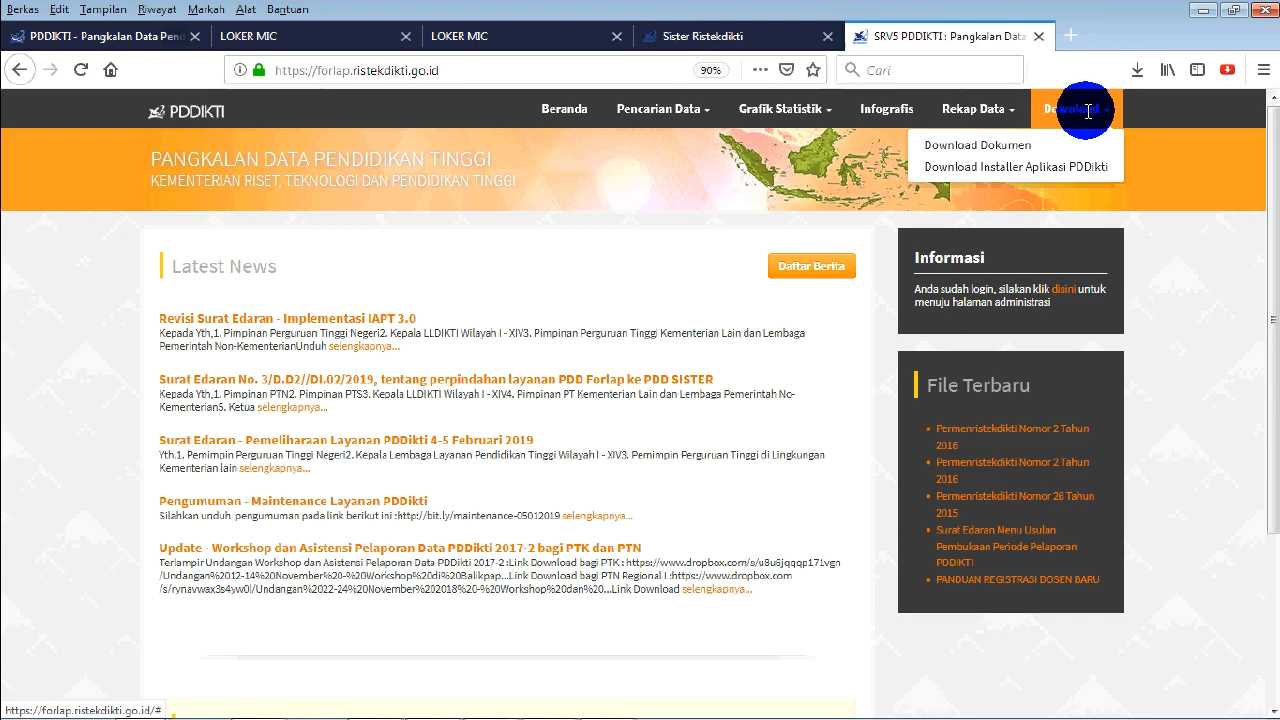 Berkas Edit Tampilan Riwayat Markah Alat Bantuan
PDDIKTI - Pangkalan Data Pend
LOKER MIC
LOKER MIC
Sister Ristekdikti
SRV5 PDDIKTI : Pangkalan Data
https://forlap.ristekdikti.go.id
90%
Cari
PDDIKTI
Beranda
Pencarian Data
Grafik Statistik
Infografis
Rekap Data
Download
Download Dokumen
Download Installer Aplikasi PDDikti
PANGKALAN DATA PENDIDIKAN TINGGI
KEMENTERIAN RISET, TEKNOLOGI DAN PENDIDIKAN TINGGI
Latest News
Daftar Berita
Revisi Surat Edaran - Implementasi IAPT 3.0
Kepada Yth,1. Pimpinan Perguruan Tinggi Negeri2. Kepala LLDIKTI Wilayah I - XIV3. Pimpinan Perguruan Tinggi Kementerian Lain dan Lembaga
Pemerintah Non-KementerianUnduh selengkapnya...
Surat Edaran No. 3/D.D2//DI.02/2019, tentang perpindahan layanan PDD Forlap ke PDD SISTER
Kepada Yth,1. Pimpinan PTN2. Pimpinan PTS3. Kepala LLDIKTI Wilayah I - XIV4. Pimpinan PT Kementerian Lain dan Lembaga Pemerintah No-
Kementerian5. Ketua selengkapnya...
Surat Edaran - Pemeliharaan Layanan PDDikti 4-5 Februari 2019
Yth.1. Pemimpin Perguruan Tinggi Negeri2. Kepala Lembaga Layanan Pendidikan Tinggi Wilayah I - XIV3. Pemimpin Perguruan Tinggi di Lingkungan
Kementerian lain selengkapnya...
Pengumuman - Maintenance Layanan PDDikti
Silahkan unduh pengumuman pada link berikut ini :http://bit.ly/maintenance-05012019 selengkapnya...
Update - Workshop dan Asistensi Pelaporan Data PDDikti 2017-2 bagi PTK dan PTN
Terlampir Undangan Workshop dan Asistensi Pelaporan Data PDDikti 2017-2 :Link Download bagi PTK : https://www.dropbox.com/s/u8u6jqqqp171vgn
/Undangan%2012-14%20November%20-%20Workshop%20di%20Balikpap...Link Download bagi PTN Regional I :https://www.dropbox.com
/s/rynavwax3s4yw0l/Undangan%2022-24%20November%202018%20-%20Workshop%20dan%20...Link Download selengkapnya...
Informasi
Anda sudah login, silakan klik disini untuk
menuju halaman administrasi
File Terbaru
Permenristekdikti Nomor 2 Tahun
2016
Permenristekdikti Nomor 2 Tahun
2016
Permenristekdikti Nomor 26 Tahun
2015
Surat Edaran Menu Usulan
Pembukaan Periode Pelaporan
PDDIKTI
PANDUAN REGISTRASI DOSEN BARU
https://forlap.ristekdikti.go.id/#